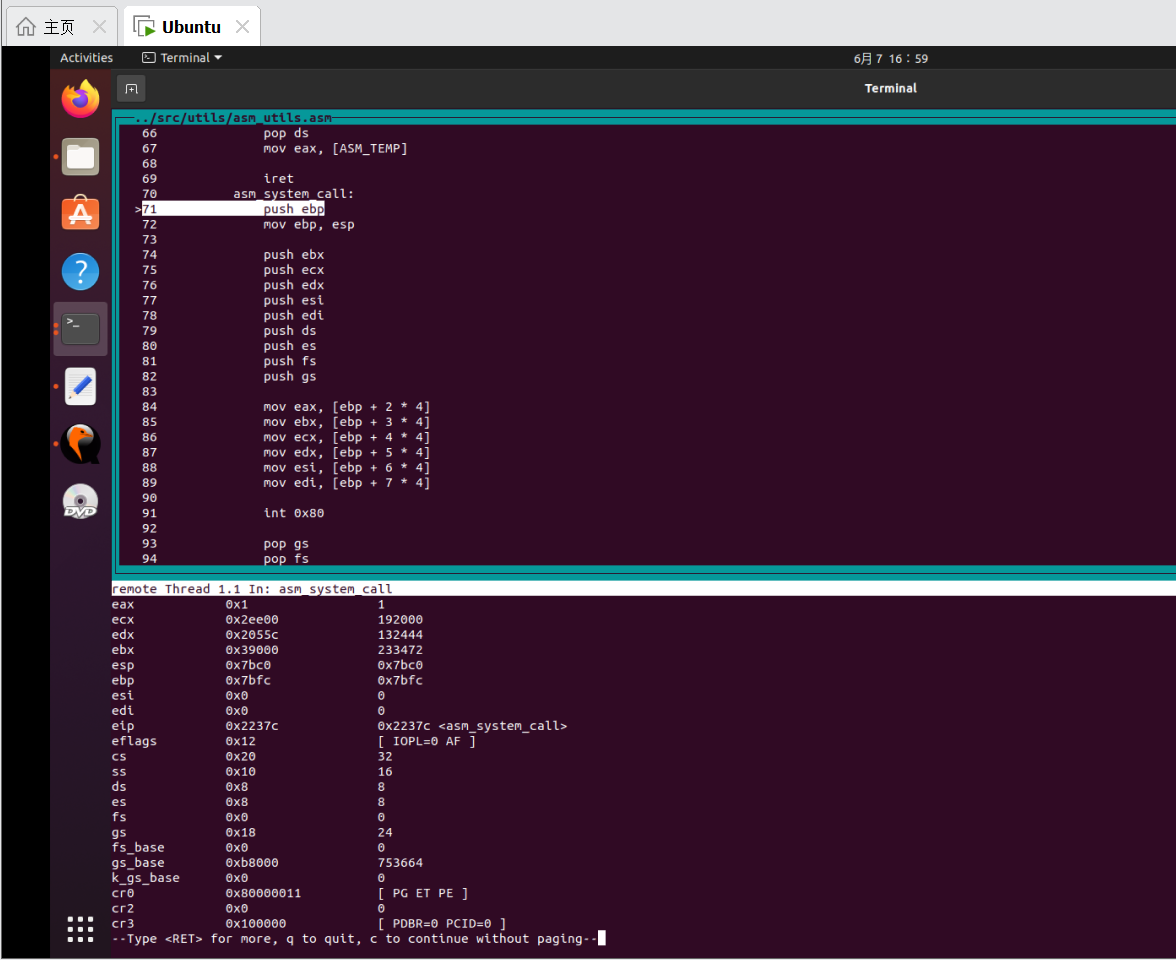 主页
Ubuntu
Activities
Terminal
6月 7 16：59
Terminal
../src/utils/asm_utils.asm
66 pop ds
67 mov eax, [ASM_TEMP]
68
69 iret
70 asm_system_call:
>71 push ebp
72 mov ebp, esp
73
74 push ebx
75 push ecx
76 push edx
77 push esi
78 push edi
79 push ds
80 push es
81 push fs
82 push gs
83
84 mov eax, [ebp + 2 * 4]
85 mov ebx, [ebp + 3 * 4]
86 mov ecx, [ebp + 4 * 4]
87 mov edx, [ebp + 5 * 4]
88 mov esi, [ebp + 6 * 4]
89 mov edi, [ebp + 7 * 4]
90
91 int 0x80
92
93 pop gs
94 pop fs
remote Thread 1.1 In: asm_system_call
eax 0x1 1
ecx 0x2ee00 192000
edx 0x2055c 132444
ebx 0x39000 233472
esp 0x7bc0 0x7bc0
ebp 0x7bfc 0x7bfc
esi 0x0 0
edi 0x0 0
eip 0x2237c 0x2237c <asm_system_call>
eflags 0x12 [ IOPL=0 AF ]
cs 0x20 32
ss 0x10 16
ds 0x8 8
es 0x8 8
fs 0x0 0
gs 0x18 24
fs_base 0x0 0
gs_base 0xb8000 753664
k_gs_base 0x0 0
cr0 0x80000011 [ PG ET PE ]
cr2 0x0 0
cr3 0x100000 [ PDBR=0 PCID=0 ]
--Type <RET> for more, q to quit, c to continue without paging--
DVD